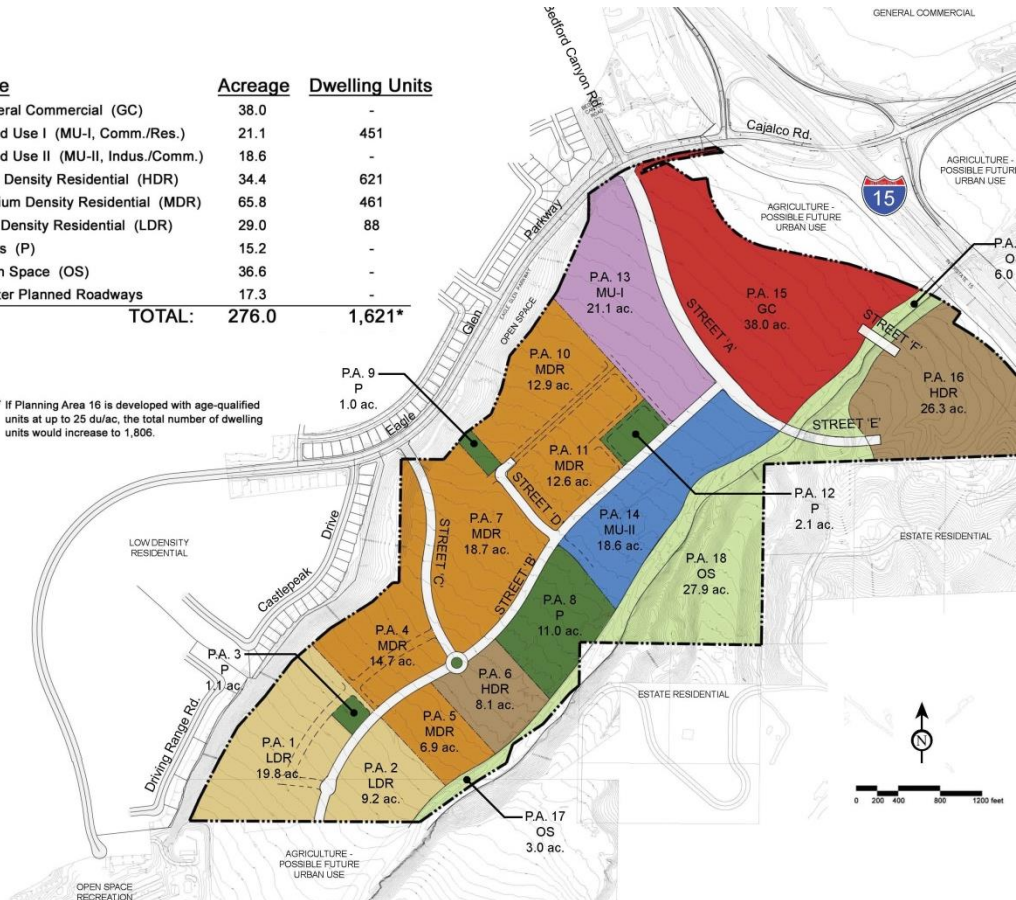 GENERAL COMMERCIAL
Bedford Canyon Rd.
e Acreage Dwelling Units
eral Commercial (GC) 38.0 -
d Use I (MU-I, Comm./Res.) 21.1 451
d Use II (MU-II, Indus./Comm.) 18.6 -
Density Residential (HDR) 34.4 621
ium Density Residential (MDR) 65.8 461
Density Residential (LDR) 29.0 88
s (P) 15.2 -
n Space (OS) 36.6 -
ter Planned Roadways 17.3 -
TOTAL: 276.0 1,621*
If Planning Area 16 is developed with age-qualified
units at up to 25 du/ac, the total number of dwelling
units would increase to 1,806.
Cajalco Rd.
15
INTERSTATE 15
AGRICULTURE -
POSSIBLE FUTURE
URBAN USE
AGRICULTURE -
POSSIBLE FUTURE
URBAN USE
Eagle Glen Parkway
EAGLE GLEN PARKWAY
OPEN SPACE
P.A.
OS
6.0
P.A. 13
MU-I
21.1 ac.
STREET 'A'
P.A. 15
GC
38.0 ac.
STREET 'F'
P.A. 16
HDR
26.3 ac.
STREET 'E'
P.A. 10
MDR
12.9 ac.
P.A. 9
P
1.0 ac.
P.A. 11
MDR
12.6 ac.
STREET 'D'
P.A. 12
P
2.1 ac.
P.A. 14
MU-II
18.6 ac.
P.A. 7
MDR
18.7 ac.
STREET 'C'
STREET 'B'
P.A. 18
OS
27.9 ac.
ESTATE RESIDENTIAL
LOW DENSITY
RESIDENTIAL
Castlepeak Drive
P.A. 8
P
11.0 ac.
P.A. 4
MDR
14.7 ac.
P.A. 3
P
1.1 ac.
P.A. 6
HDR
8.1 ac.
ESTATE RESIDENTIAL
Driving Range Rd.
P.A. 5
MDR
6.9 ac.
P.A. 1
LDR
19.8 ac.
P.A. 2
LDR
9.2 ac.
P.A. 17
OS
3.0 ac.
N
0 200 400 800 1200 feet
AGRICULTURE -
POSSIBLE FUTURE
URBAN USE
OPEN SPACE
RECREATION